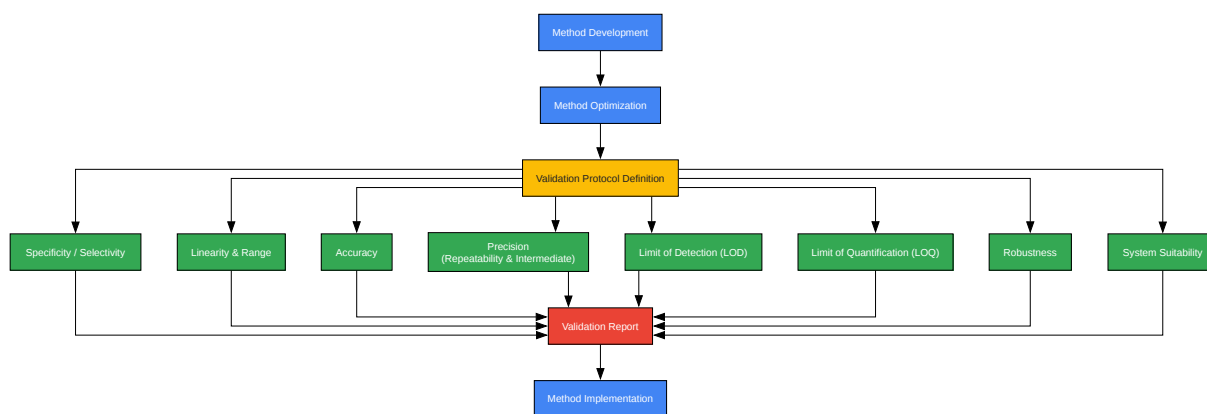 Method Development
Method Optimization
Validation Protocol Definition
Specificity / Selectivity
Linearity & Range
Accuracy
Precision
(Repeatability & Intermediate)
Limit of Detection (LOD)
Limit of Quantification (LOQ)
Robustness
System Suitability
Validation Report
Method Implementation